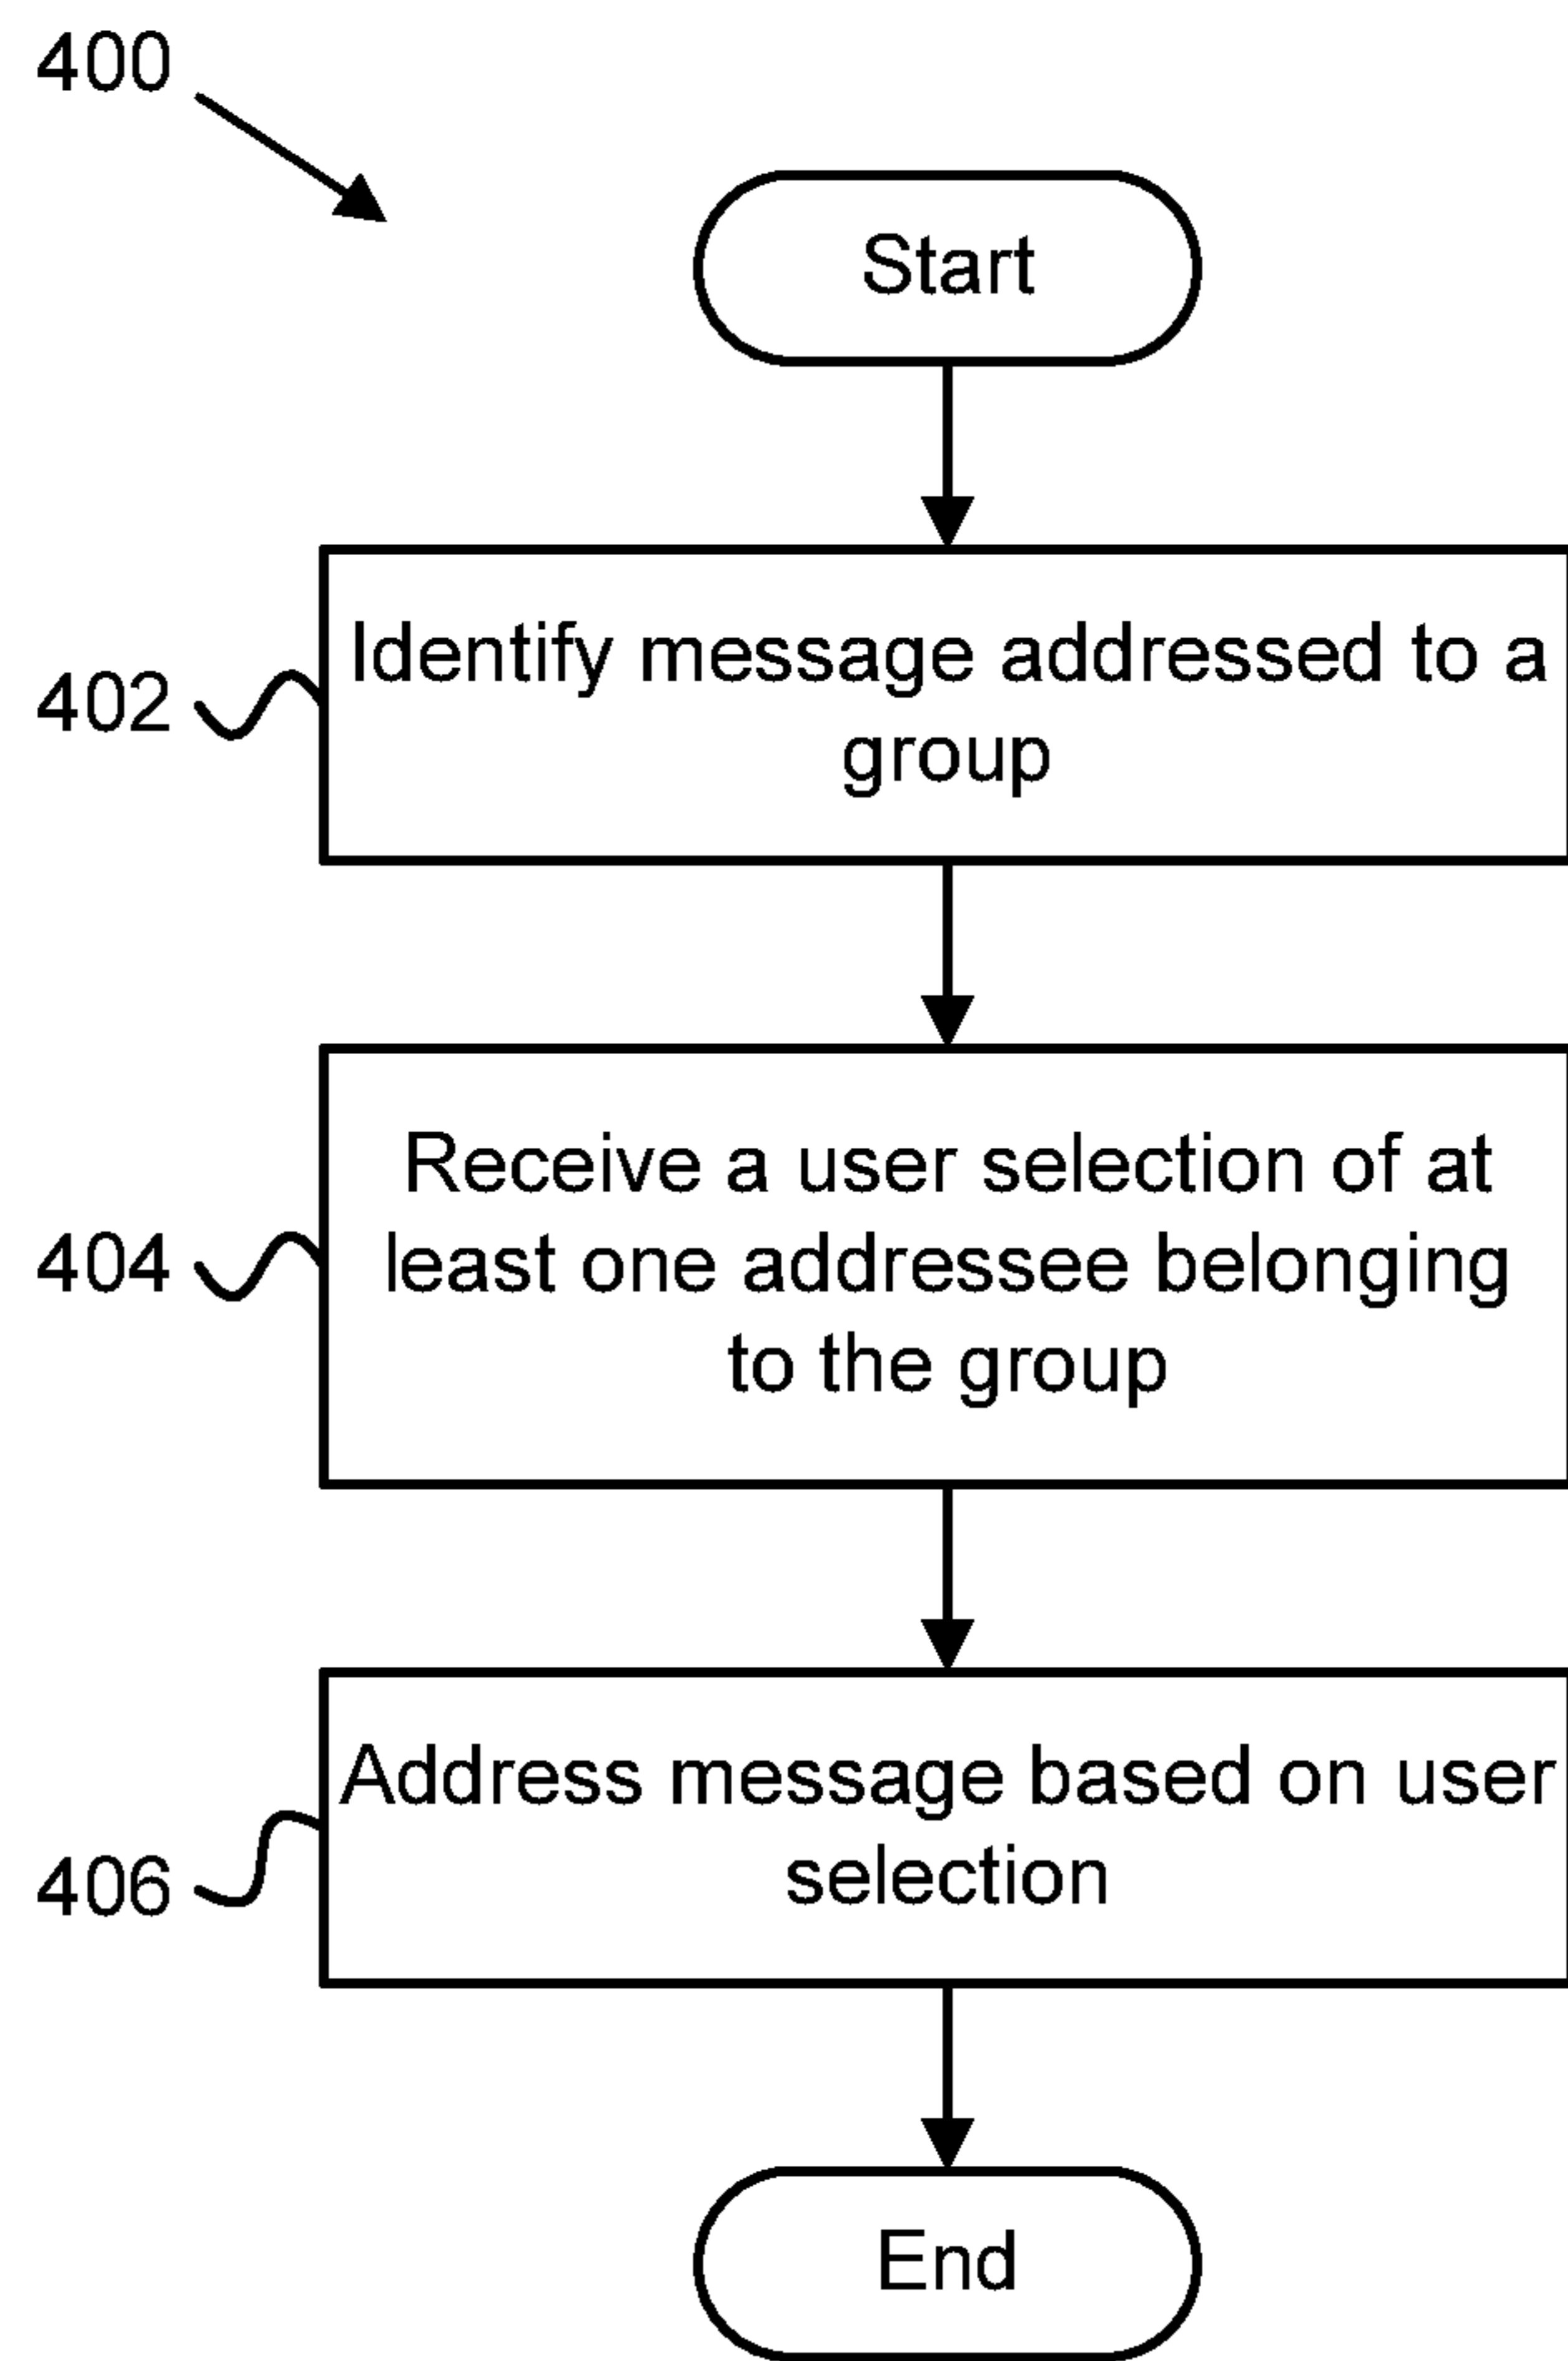 400
Start
402
Identify message addressed to a
group
404
Receive a user selection of at
least one addressee belonging
to the group
406
Address message based on user
selection
End